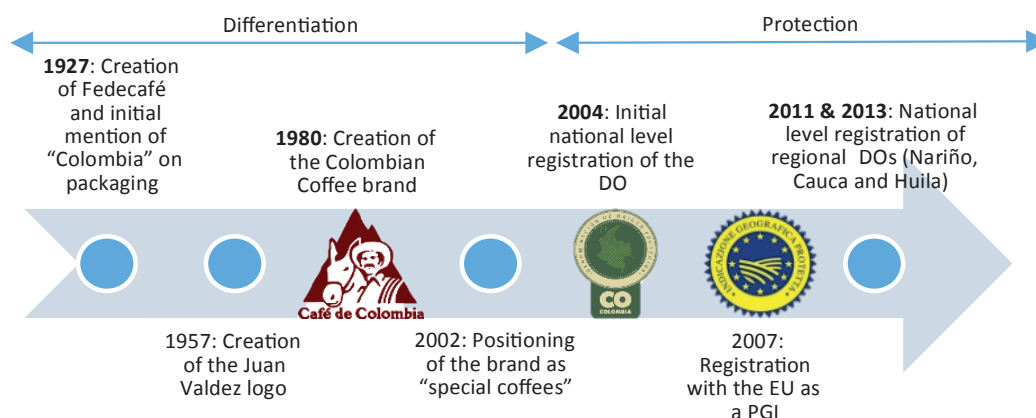 Differentiation
Protection
1927: Creation
of Fedecafé
and initial
mention of
“Colombia” on
packaging
1980: Creation of
the Colombian
Coffee brand
2004: Initial
national level
registration of the
DO
2011 & 2013: National
level registration of
regional DOs (Nariño,
Cauca and Huila)
Café de Colombia
CO
COLOMBIA
INDICAZIONE GEOGRAFICA PROTETTA
1957: Creation
of the Juan
Valdez logo
2002: Positioning
of the brand as
“special coffees”
2007:
Registration
with the EU as
a PGI